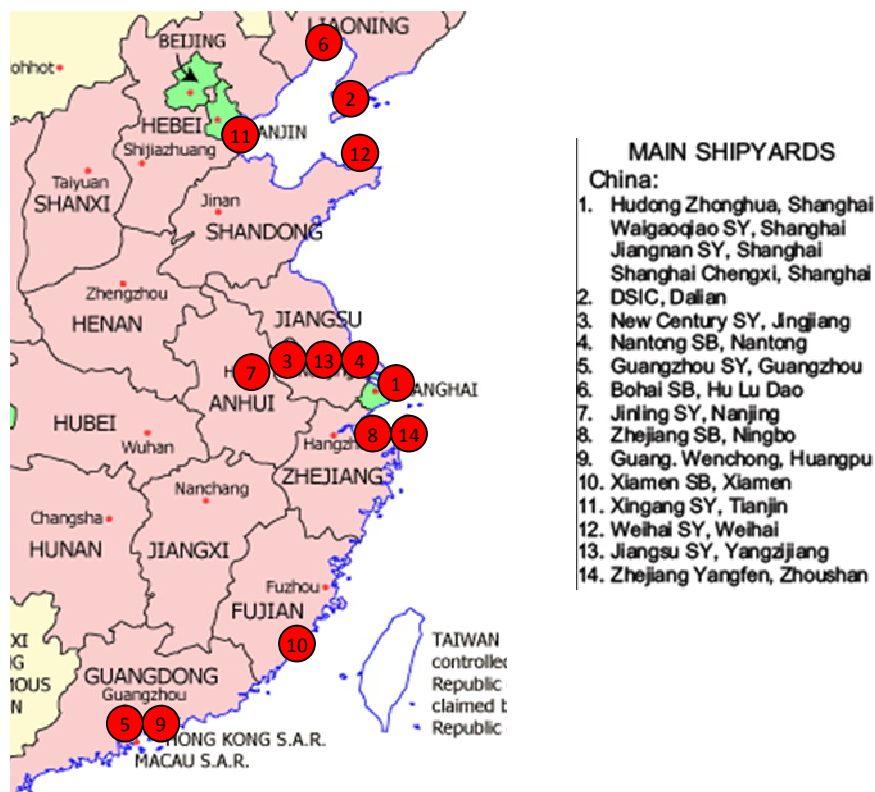 LIAONING
6
BEIJING
ohhot
2
HEBEI
11
ANJIN
Shijiazhuang
12
Taiyuan
SHANXI
Jinan
SHANDONG
Zhengzhou
HENAN
JIANGSU
7
3
13
4
1
ANGHAI
ANHUI
HUBEI
Wuhan
Hangzh
8
14
ZHEJIANG
Nanchang
Changsha
HUNAN
JIANGXI
Fuzhou
FUJIAN
10
XI
G
MOUS
N
GUANGDONG
Guangzhou
5
9
HONG KONG S.A.R.
MACAU S.A.R.
TAIWAN
controlled
Republic
claimed b
Republic
MAIN SHIPYARDS
China:
1. Hudong Zhonghua, Shanghai
Waigaoqiao SY, Shanghai
Jiangnan SY, Shanghai
Shanghai Chengxi, Shanghai
2. DSIC, Dalian
3. New Century SY, Jingjiang
4. Nantong SB, Nantong
5. Guangzhou SY, Guangzhou
6. Bohai SB, Hu Lu Dao
7. Jinling SY, Nanjing
8. Zhejiang SB, Ningbo
9. Guang. Wenchong, Huangpu
10. Xiamen SB, Xiamen
11. Xingang SY, Tianjin
12. Weihai SY, Weihai
13. Jiangsu SY, Yangzijiang
14. Zhejiang Yangfen, Zhoushan